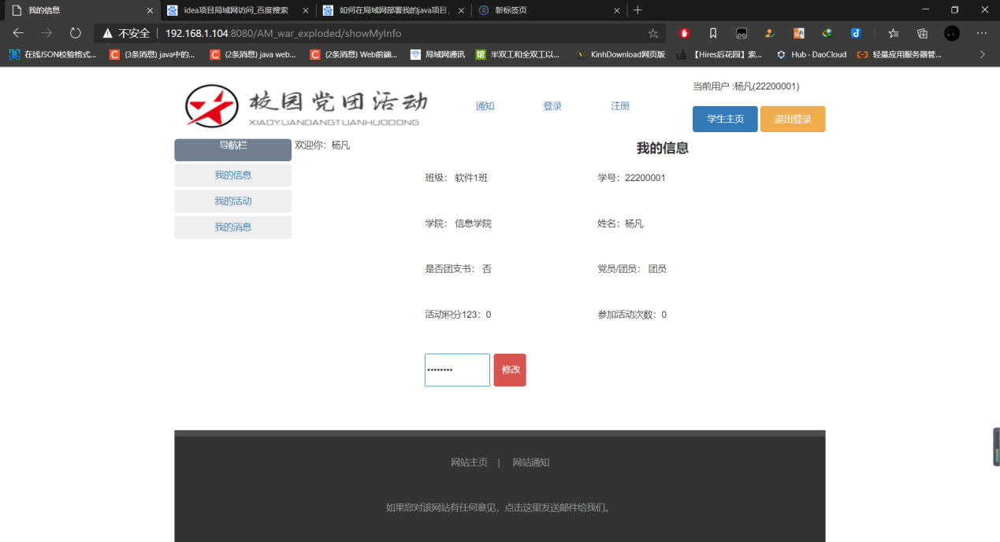 我的信息
idea项目局域网访问_百度搜索
如何在局域网部署我的java项目,
新标签页
不安全 192.168.1.104:8080/AM_war_exploded/showMyInfo
在线JSON校验格式... (3条消息) java中的... (2条消息) java web... (2条消息) Web前端... 局域网通讯 半双工和全双工以... KinhDownload网页版 【Hires后花园】索... Hub - DaoCloud 轻量应用服务器管...
校园党团活动
XIAOYUANDANGTUANHUODONG
通知 登录 注册
当前用户 :杨凡(22200001)
学生主页 退出登录
导航栏
我的信息
我的活动
我的消息
欢迎你：杨凡
我的信息
班级： 软件1班 学号：22200001
学院： 信息学院 姓名：杨凡
是否团支书： 否 党员/团员： 团员
活动积分123：0 参加活动次数：0
•••••••• 修改
网站主页 | 网站通知
如果您对该网站有任何意见，点击这里发送邮件给我们。